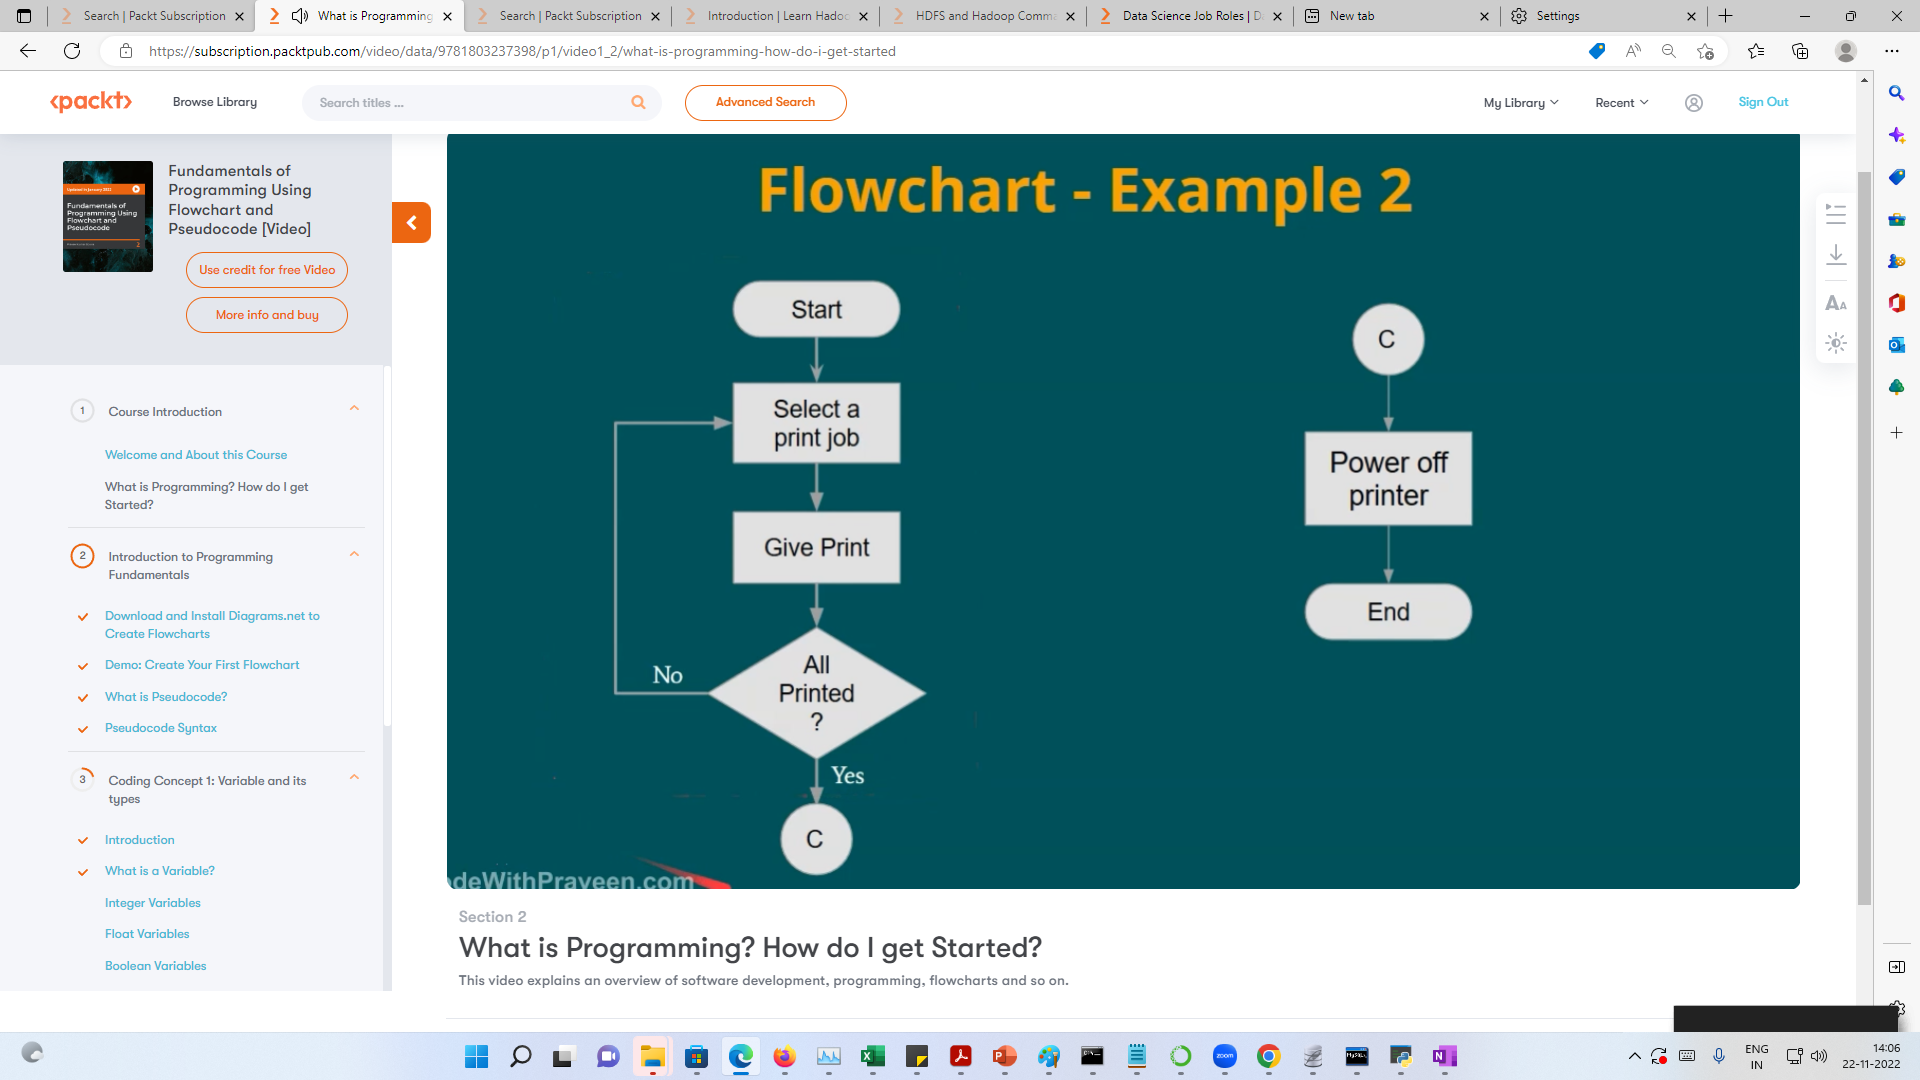 Search | Packt Subscription
What is Programming
Search | Packt Subscription
Introduction | Learn Hadoo
HDFS and Hadoop Comma
Data Science Job Roles | D
New tab
Settings
https://subscription.packtpub.com/video/data/9781803237398/p1/video1_2/what-is-programming-how-do-i-get-started
<packt>
Browse Library
Search titles ...
Advanced Search
My Library
Recent
Sign Out
Fundamentals of
Programming Using
Flowchart and
Pseudocode
Fundamentals of
Programming Using
Flowchart and
Pseudocode [Video]
Use credit for free Video
More info and buy
1 Course Introduction
Welcome and About this Course
What is Programming? How do I get
Started?
2 Introduction to Programming
Fundamentals
Download and Install Diagrams.net to
Create Flowcharts
Demo: Create Your First Flowchart
What is Pseudocode?
Pseudocode Syntax
3 Coding Concept 1: Variable and its
types
Introduction
What is a Variable?
Integer Variables
Float Variables
Boolean Variables
Flowchart - Example 2
Start
Select a
print job
Give Print
All
Printed
?
No
Yes
C
C
Power off
printer
End
deWithPraveen.com
Section 2
What is Programming? How do I get Started?
This video explains an overview of software development, programming, flowcharts and so on.
ENG
IN
14:06
22-11-2022